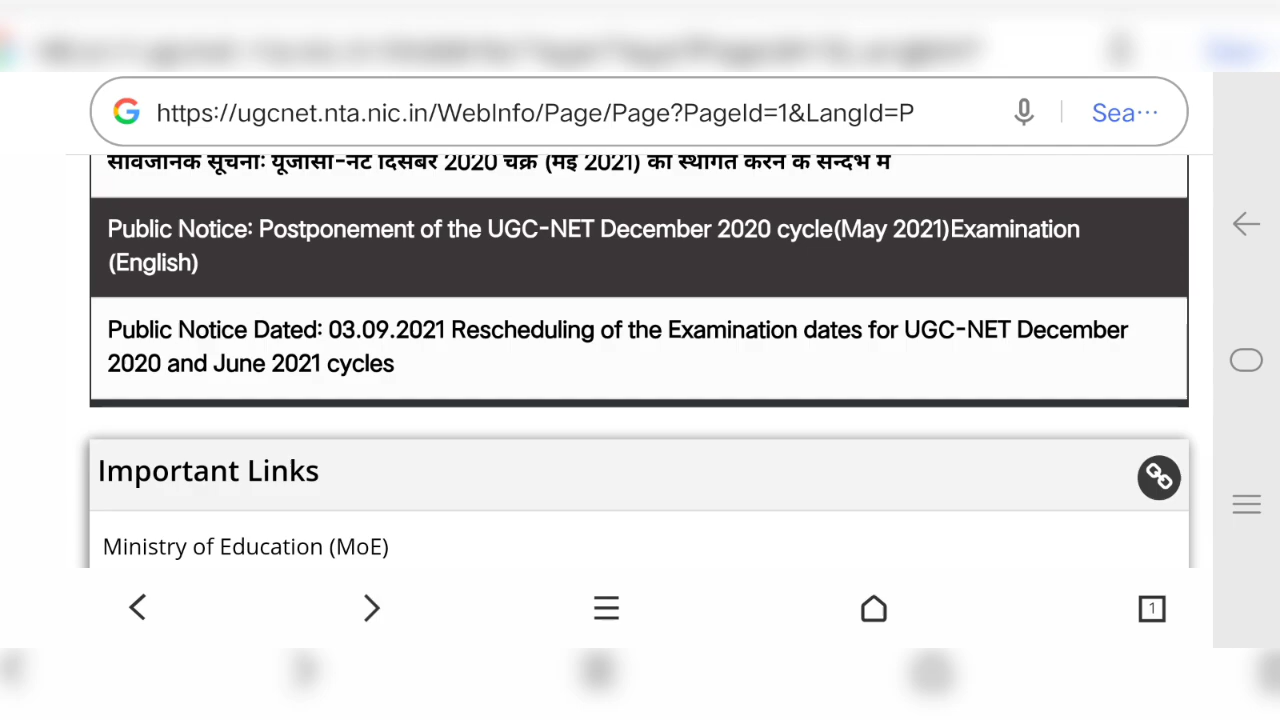 https://ugcnet.nta.nic.in/WebInfo/Page/Page?PageId=1&LangId=P
Sea···
सार्वजनिक सूचनाः यूजीसी-नेट दिसंबर 2020 चक्र (मई 2021) को स्थगित करने के सन्दर्भ में
Public Notice: Postponement of the UGC-NET December 2020 cycle(May 2021)Examination
(English)
Public Notice Dated: 03.09.2021 Rescheduling of the Examination dates for UGC-NET December
2020 and June 2021 cycles
Important Links
Ministry of Education (MoE)
1